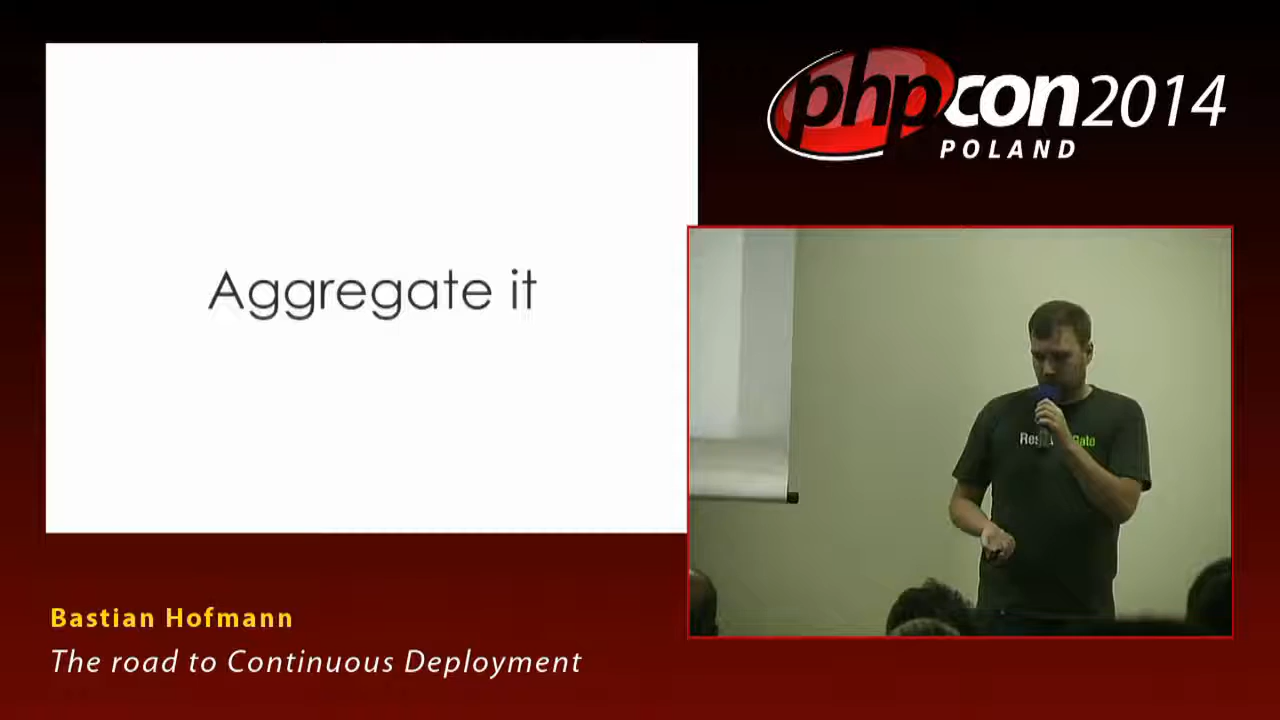 Aggregate it
phpcon2014
POLAND
Bastian Hofmann
The road to Continuous Deployment